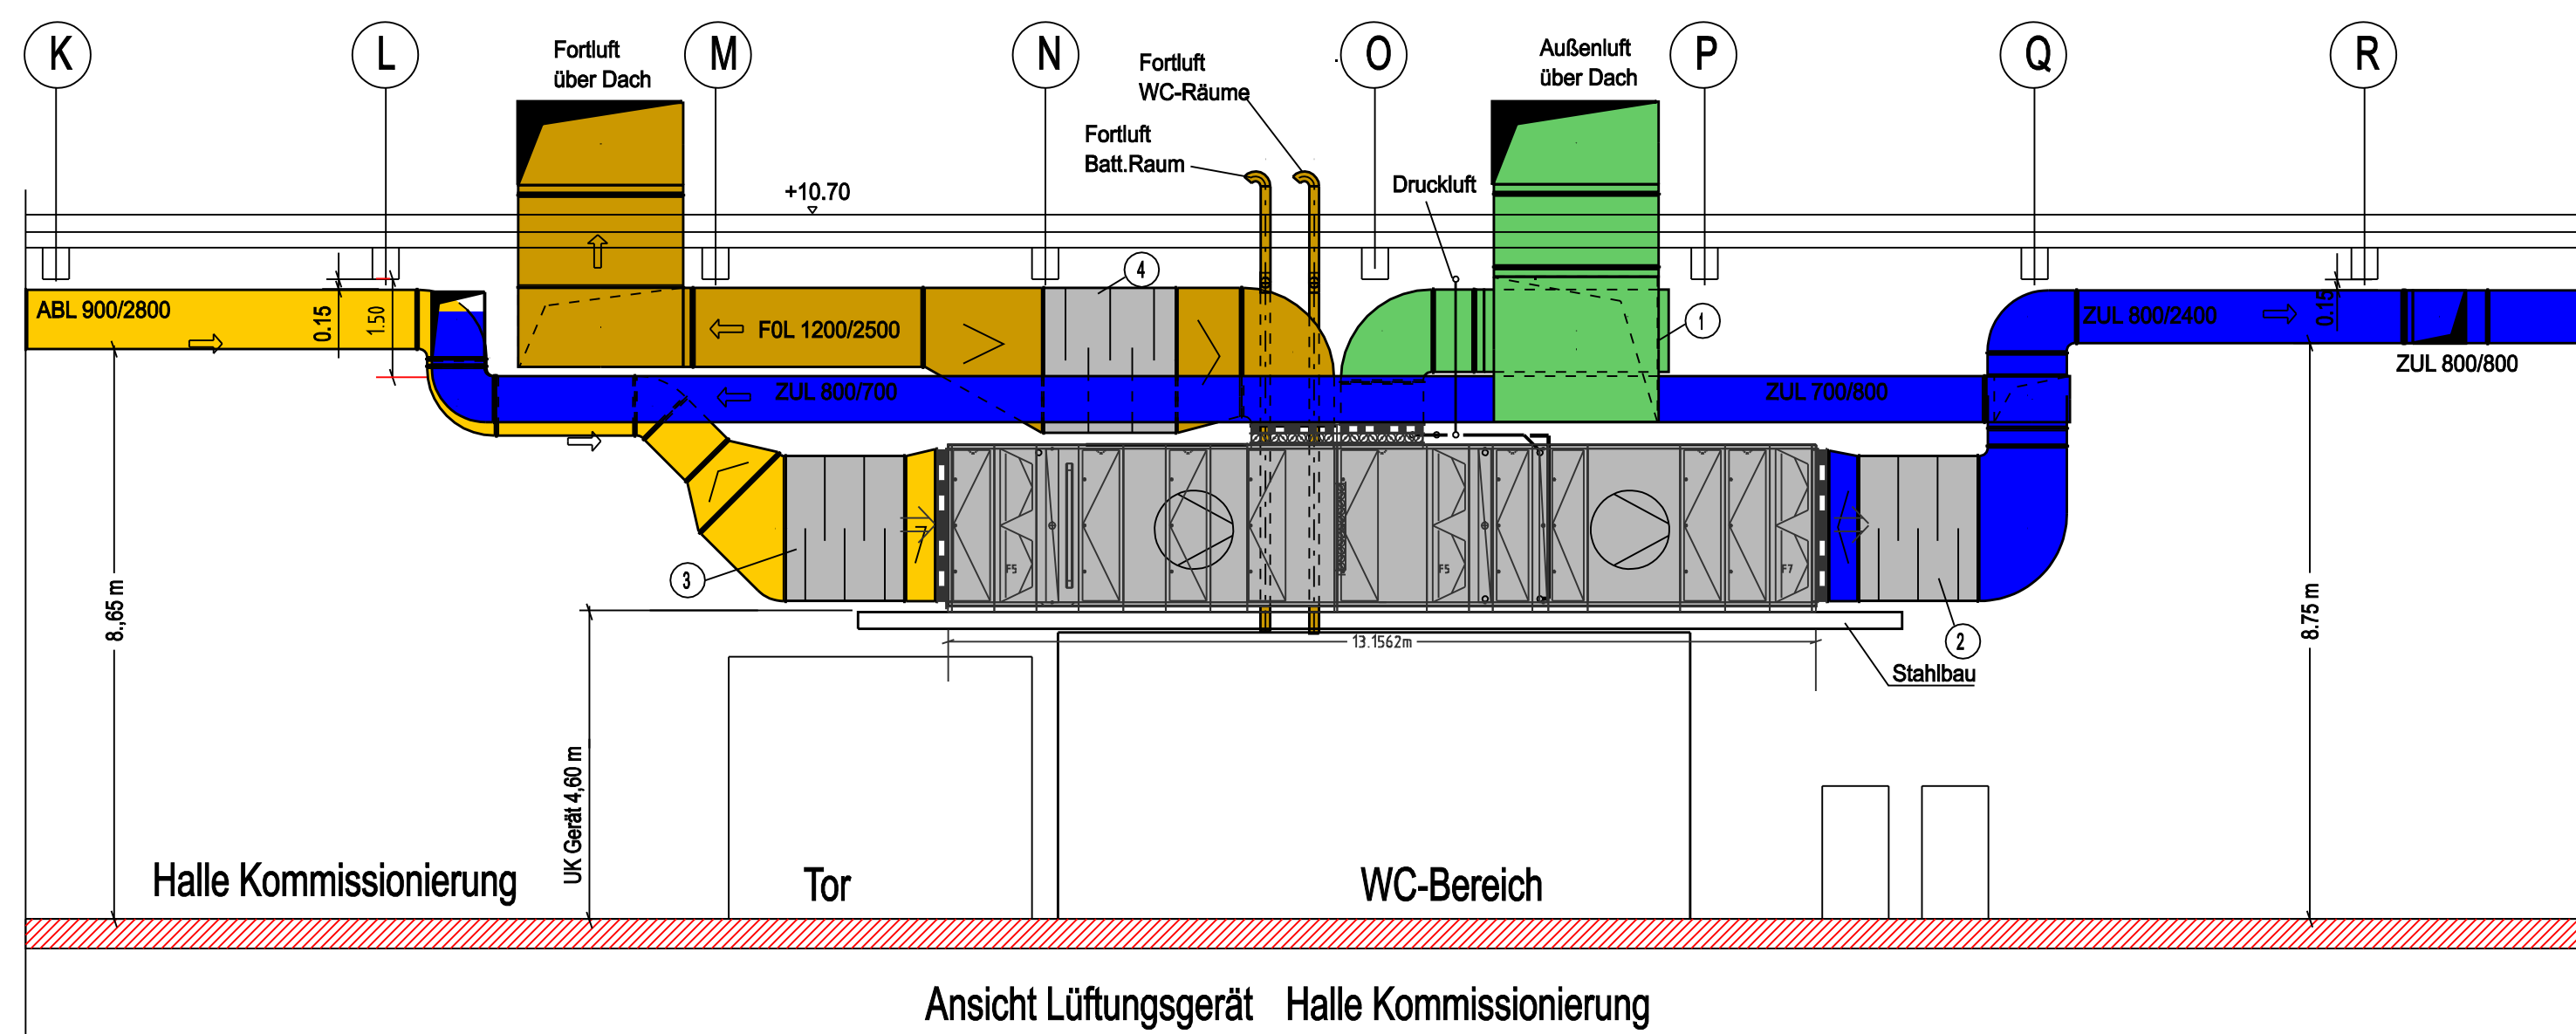 K
L
M
N
O
P
Q
R
Fortluft
über Dach
Fortluft
WC-Räume
Fortluft
Batt.Raum
Außenluft
über Dach
Druckluft
+10.70
ABL 900/2800
0.15
1.50
F0L 1200/2500
4
1
ZUL 800/2400
0.15
ZUL 800/800
ZUL 800/700
ZUL 700/800
F5
F5
F7
3
2
13.1562m
Stahlbau
8.,65 m
UK Gerät 4,60 m
8.75 m
Halle Kommissionierung
Tor
WC-Bereich
Ansicht Lüftungsgerät Halle Kommissionierung